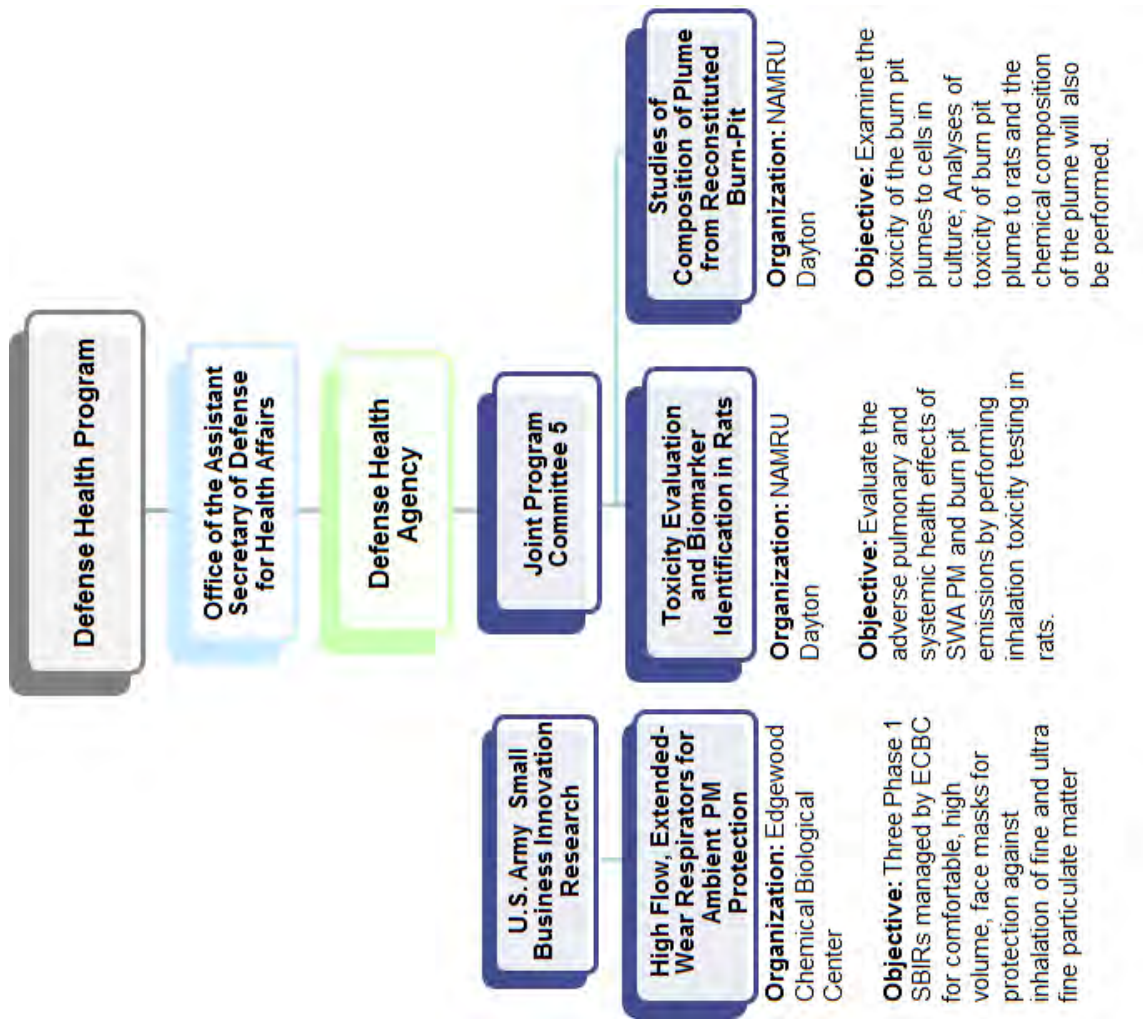 Defense Health Program
Office of the Assistant
Secretary of Defense
for Health Affairs
Defense Health
Agency
U.S. Army Small
Business Innovation
Research
Joint Program
Committee 5
High Flow, Extended-
Wear Respirators for
Ambient PM
Protection
Organization: Edgewood
Chemical Biological
Center
Objective: Three Phase 1
SBIRs managed by ECBC
for comfortable, high
volume, face masks for
protection against
inhalation of fine and ultra
fine particulate matter
Toxicity Evaluation
and Biomarker
Identification in Rats
Organization: NAMRU
Dayton
Objective: Evaluate the
adverse pulmonary and
systemic health effects of
SWA PM and burn pit
emissions by performing
inhalation toxicity testing in
rats.
Studies of
Composition of Plume
from Reconstituted
Burn-Pit
Organization: NAMRU
Dayton
Objective: Examine the
toxicity of the burn pit
plumes to cells in
culture; Analyses of
toxicity of burn pit
plume to rats and the
chemical composition
of the plume will also
be performed.